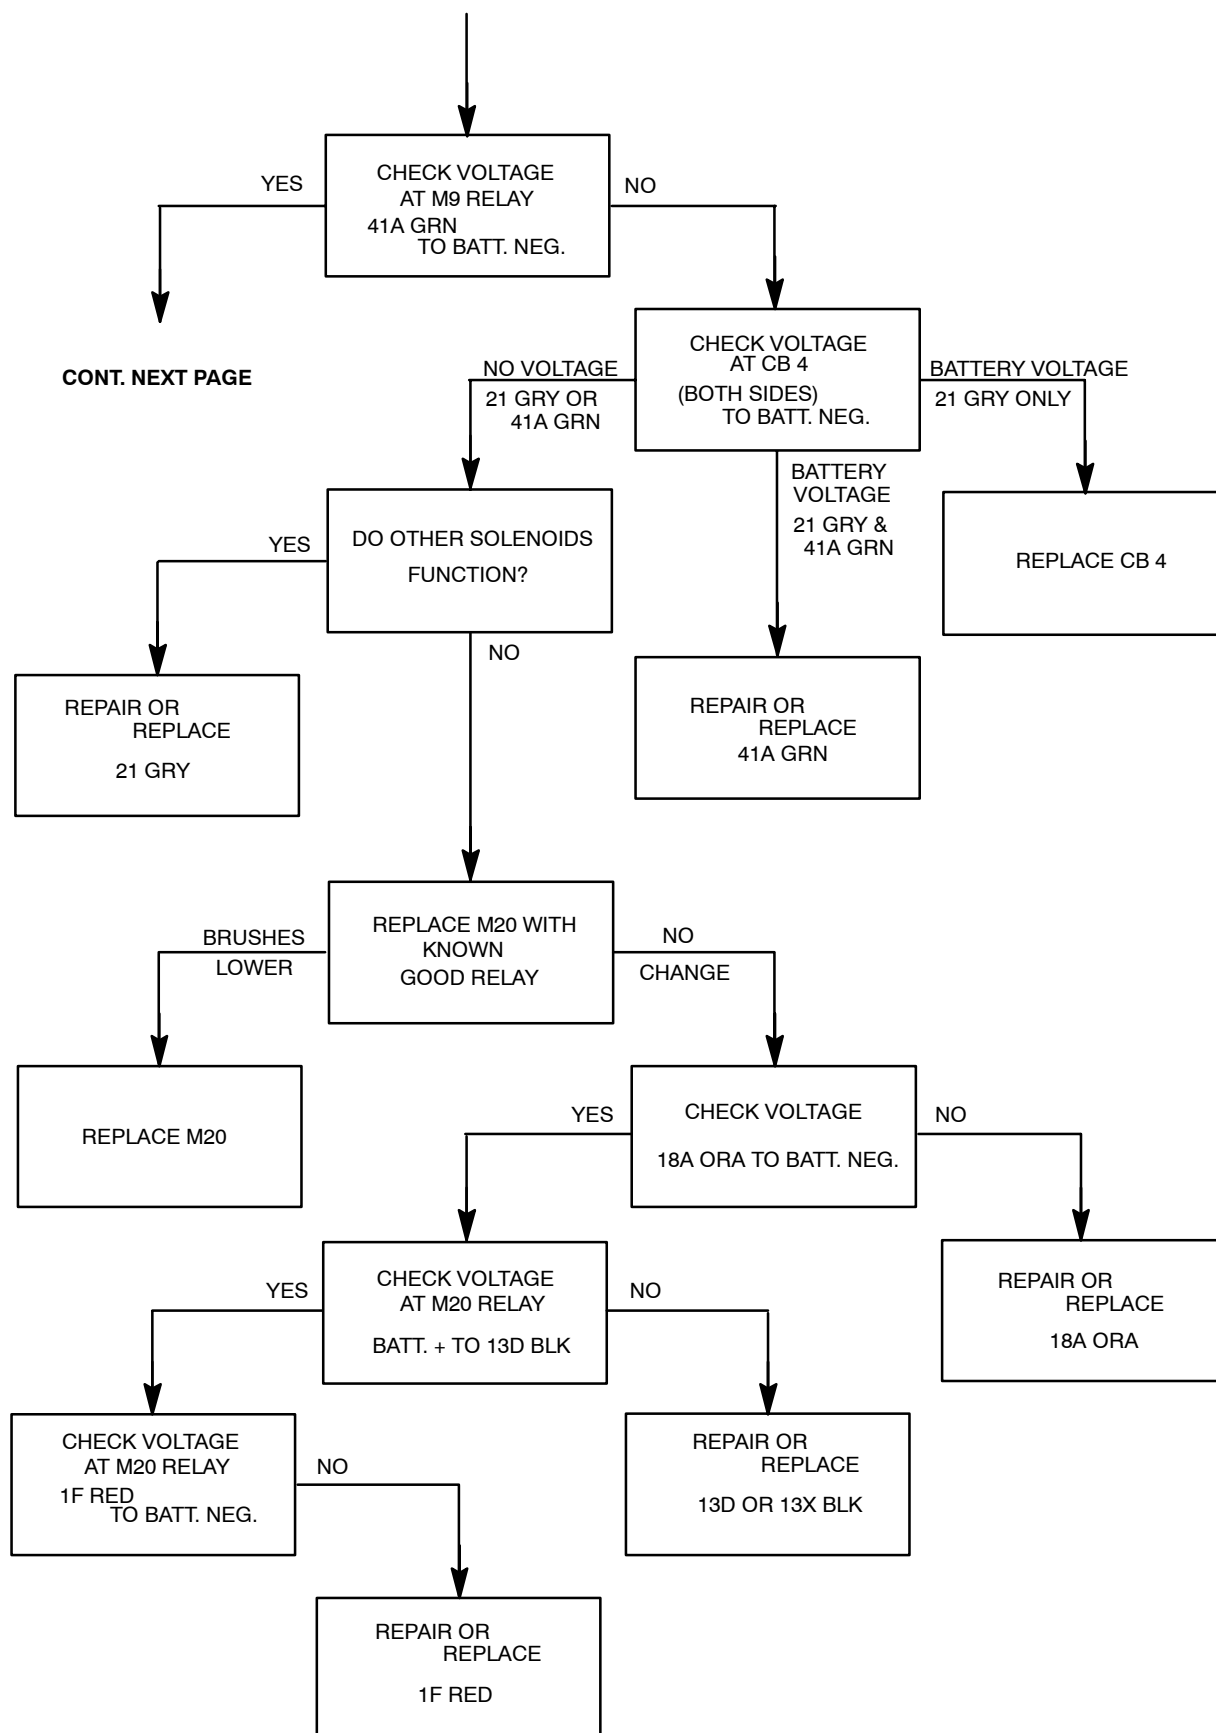 CHECK VOLTAGE
AT M9 RELAY
41A GRN
TO BATT. NEG.
YES
NO
CONT. NEXT PAGE
CHECK VOLTAGE
AT CB 4
(BOTH SIDES)
TO BATT. NEG.
NO VOLTAGE
21 GRY OR
41A GRN
BATTERY VOLTAGE
21 GRY ONLY
BATTERY
VOLTAGE
21 GRY &
41A GRN
REPLACE CB 4
DO OTHER SOLENOIDS
FUNCTION?
YES
NO
REPAIR OR
REPLACE
21 GRY
REPAIR OR
REPLACE
41A GRN
REPLACE M20 WITH
KNOWN
GOOD RELAY
BRUSHES
LOWER
NO
CHANGE
REPLACE M20
CHECK VOLTAGE
18A ORA TO BATT. NEG.
YES
NO
CHECK VOLTAGE
AT M20 RELAY
BATT. + TO 13D BLK
YES
NO
REPAIR OR
REPLACE
18A ORA
CHECK VOLTAGE
AT M20 RELAY
1F RED
TO BATT. NEG.
NO
REPAIR OR
REPLACE
13D OR 13X BLK
REPAIR OR
REPLACE
1F RED